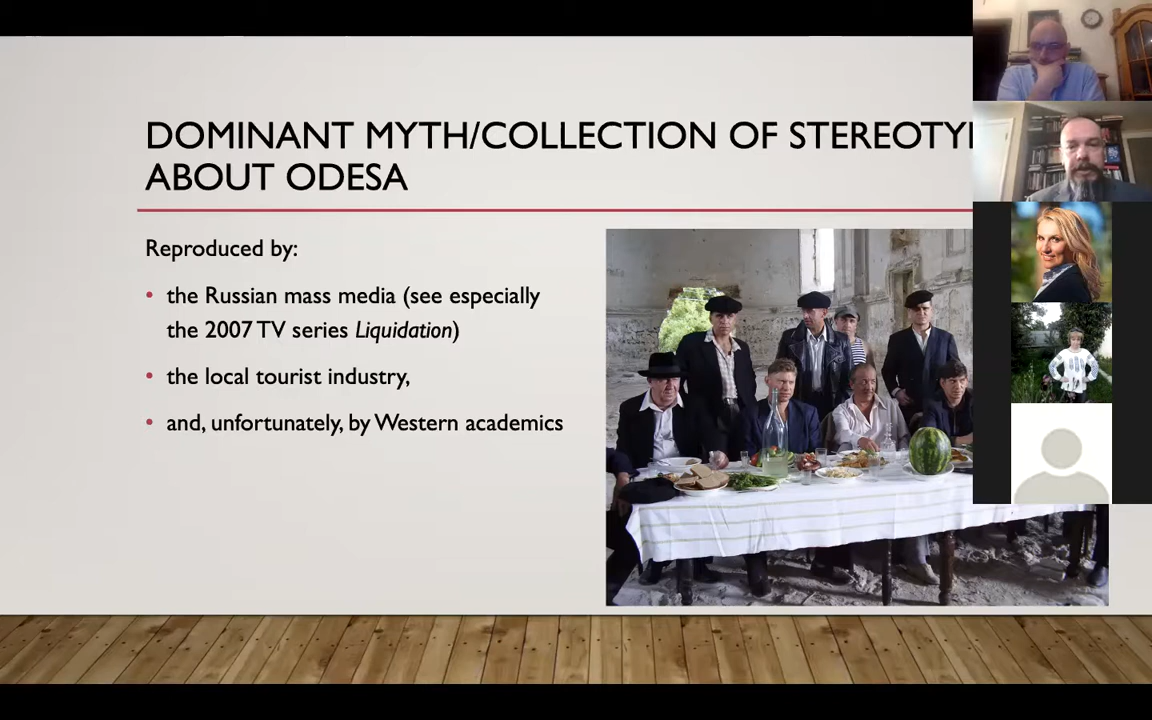 DOMINANT MYTH/COLLECTION OF
ABOUT ODESA
Reproduced by:
• the Russian mass media (see especially
the 2007 TV series Liquidation)
• the local tourist industry,
• and, unfortunately, by Western academics